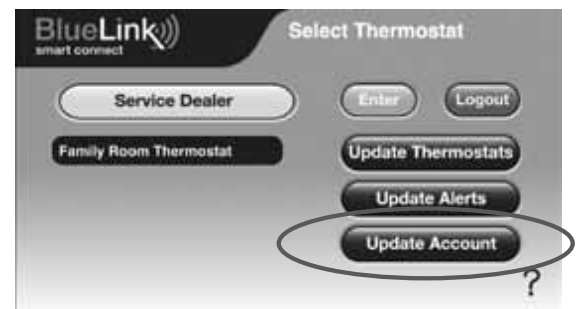 BlueLink
smart connect
Select Thermostat
Service Dealer
Enter
Logout
Family Room Thermostat
Update Thermostats
Update Alerts
Update Account
?